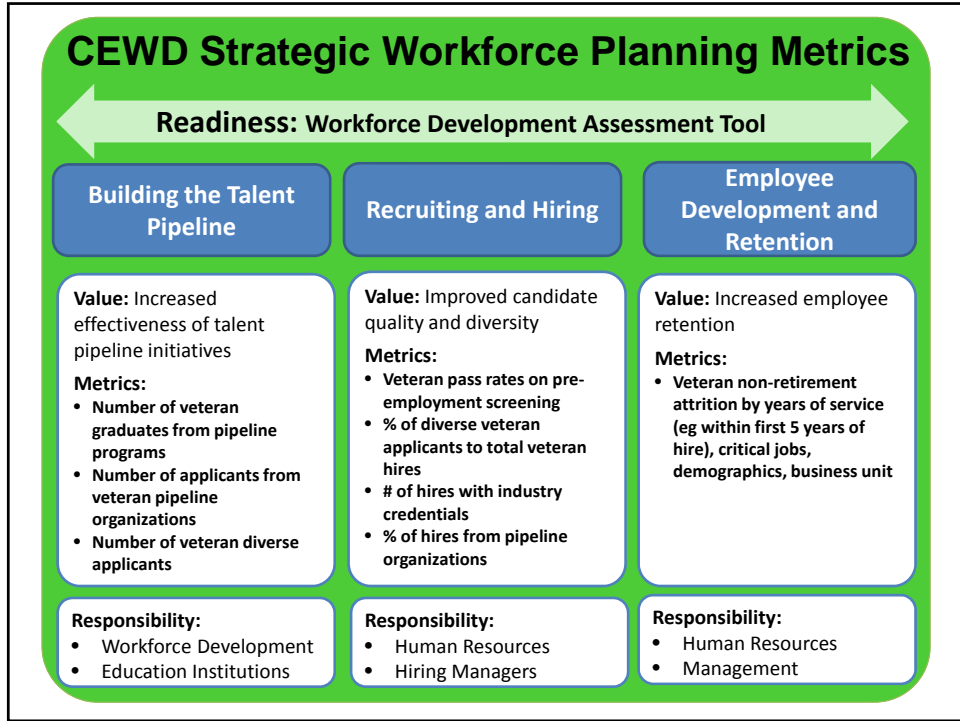 CEWD Strategic Workforce Planning Metrics
Readiness: Workforce Development Assessment Tool
Building the Talent
Pipeline
Value: Increased
effectiveness of talent
pipeline initiatives
Metrics:
• Number of veteran
graduates from pipeline
programs
• Number of applicants from
veteran pipeline
organizations
• Number of veteran diverse
applicants
Responsibility:
• Workforce Development
• Education Institutions
Recruiting and Hiring
Value: Improved candidate
quality and diversity
Metrics:
• Veteran pass rates on pre-
employment screening
• % of diverse veteran
applicants to total veteran
hires
• # of hires with industry
credentials
• % of hires from pipeline
organizations
Responsibility:
• Human Resources
• Hiring Managers
Employee
Development and
Retention
Value: Increased employee
retention
Metrics:
• Veteran non-retirement
attrition by years of service
(eg within first 5 years of
hire), critical jobs,
demographics, business unit
Responsibility:
• Human Resources
• Management